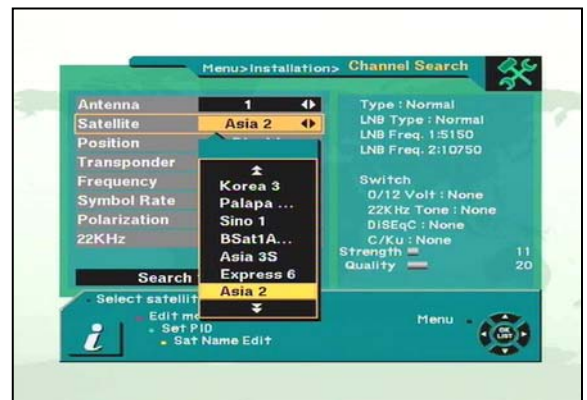 Menu>Installation> Channel Search
Antenna 1
Satellite Asia 2
Position
Transponder
Frequency
Symbol Rate
Polarization
22KHz
Search
Korea 3
Palapa ...
Sino 1
BSat1A...
Asia 3S
Express 6
Asia 2
Type : Normal
LNB Type : Normal
LNB Freq. 1:5150
LNB Freq. 2:10750
Switch
0/12 Volt : None
22KHz Tone : None
DiSEqC : None
C/Ku : None
Strength 11
Quality 20
Select satellit
Edit mo
Set PID
Sat Name Edit
i
Menu
OK
LIST